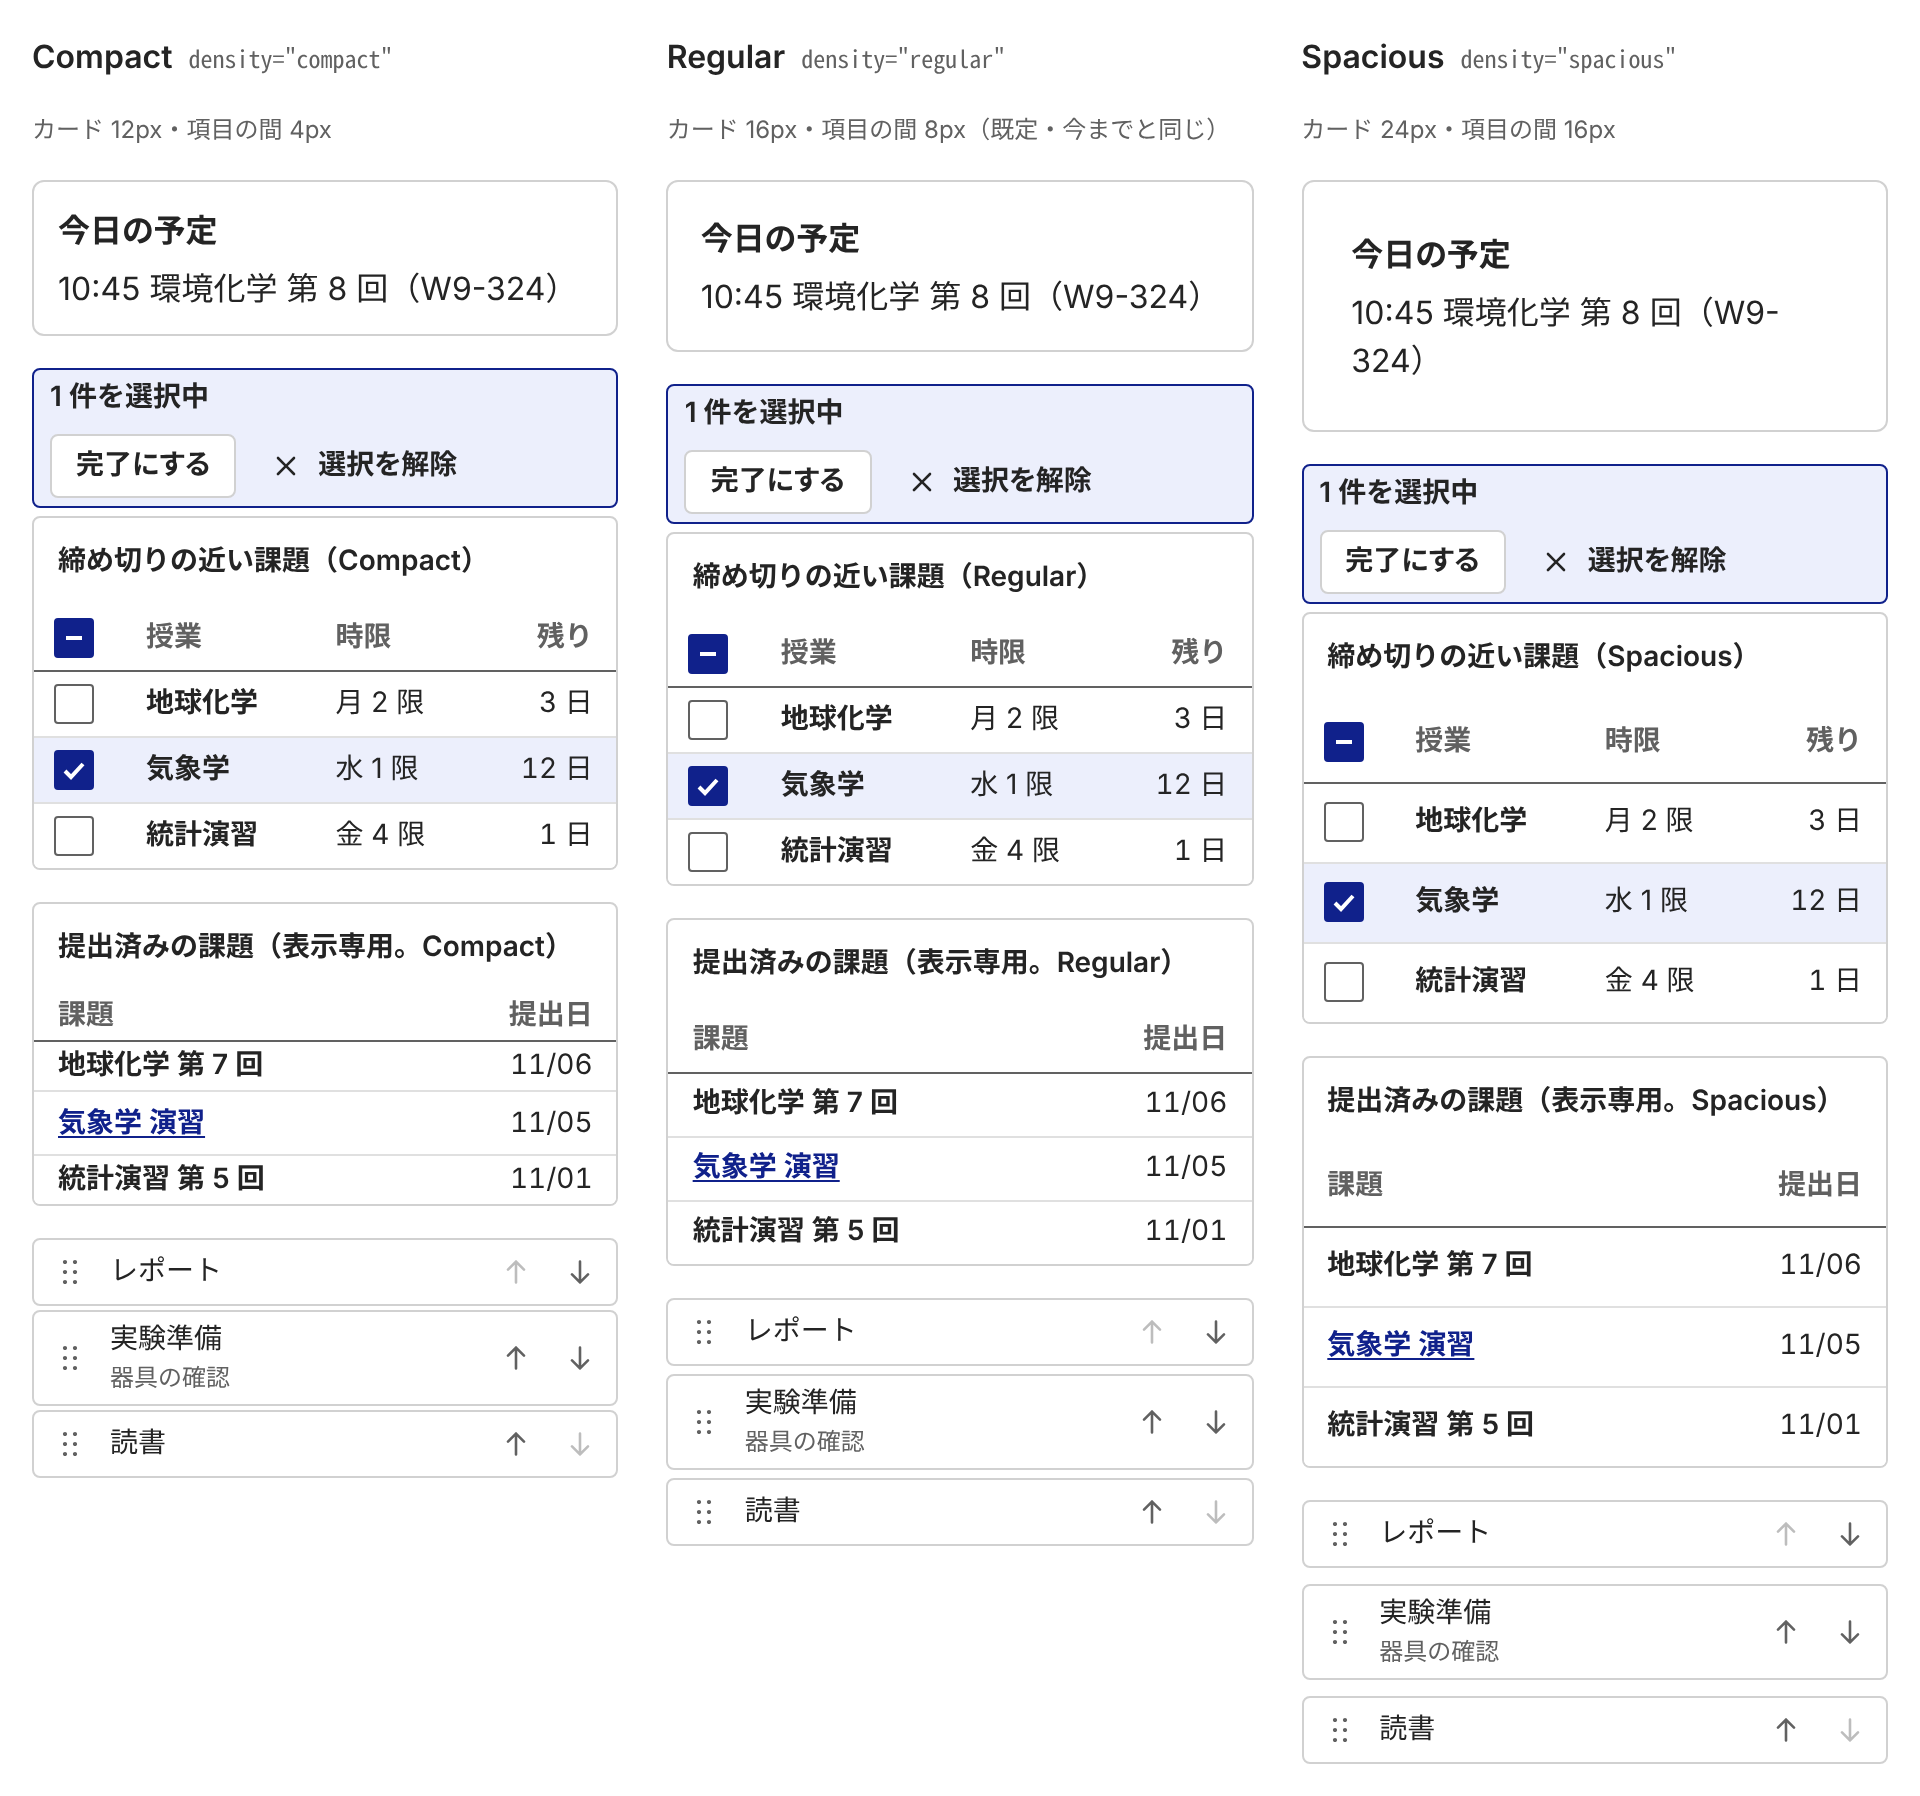 Compact density="compact"
カード 12px・項目の間 4px
今日の予定
10:45 環境化学 第 8 回（W9-324）
1 件を選択中
完了にする × 選択を解除
締め切りの近い課題（Compact）
授業 時限 残り
地球化学 月 2 限 3 日
気象学 水 1 限 12 日
統計演習 金 4 限 1 日
提出済みの課題（表示専用。Compact）
課題 提出日
地球化学 第 7 回 11/06
気象学 演習 11/05
統計演習 第 5 回 11/01
レポート
実験準備
器具の確認
読書
Regular density="regular"
カード 16px・項目の間 8px（既定・今までと同じ）
今日の予定
10:45 環境化学 第 8 回（W9-324）
1 件を選択中
完了にする × 選択を解除
締め切りの近い課題（Regular）
授業 時限 残り
地球化学 月 2 限 3 日
気象学 水 1 限 12 日
統計演習 金 4 限 1 日
提出済みの課題（表示専用。Regular）
課題 提出日
地球化学 第 7 回 11/06
気象学 演習 11/05
統計演習 第 5 回 11/01
レポート
実験準備
器具の確認
読書
Spacious density="spacious"
カード 24px・項目の間 16px
今日の予定
10:45 環境化学 第 8 回（W9-
324）
1 件を選択中
完了にする × 選択を解除
締め切りの近い課題（Spacious）
授業 時限 残り
地球化学 月 2 限 3 日
気象学 水 1 限 12 日
統計演習 金 4 限 1 日
提出済みの課題（表示専用。Spacious）
課題 提出日
地球化学 第 7 回 11/06
気象学 演習 11/05
統計演習 第 5 回 11/01
レポート
実験準備
器具の確認
読書